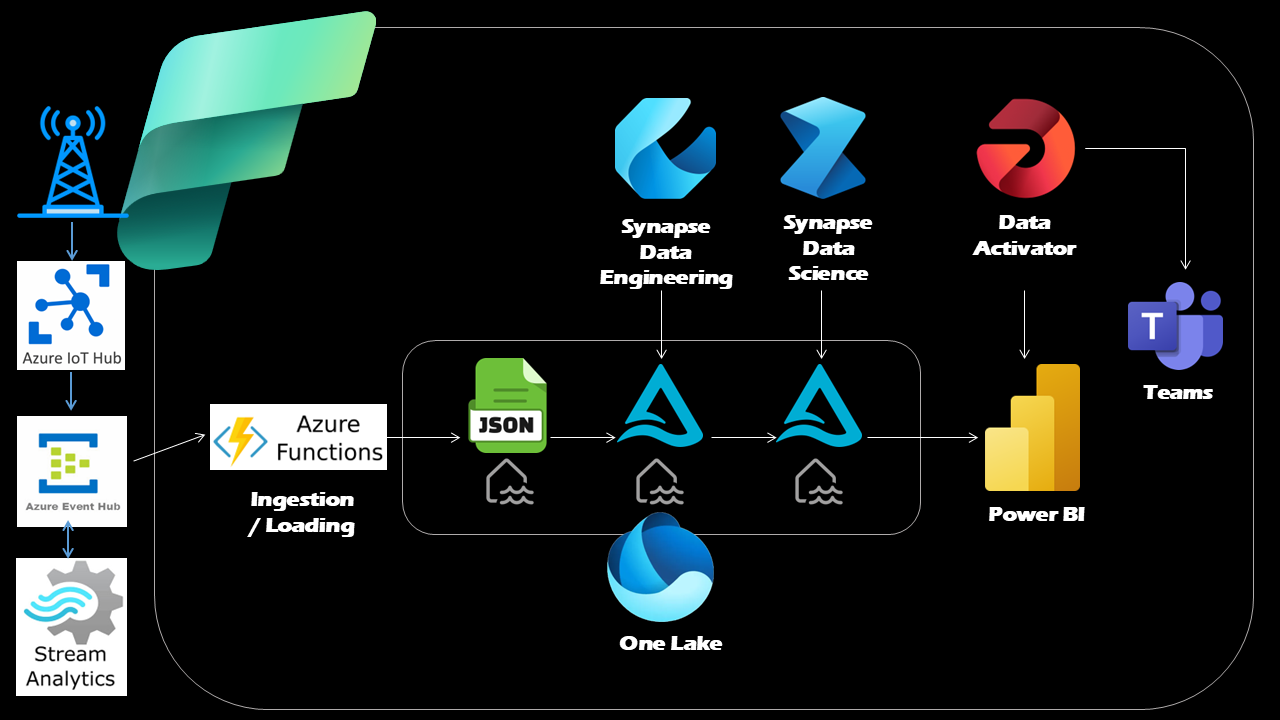 Azure IoT Hub
Azure Event Hub
Stream
Analytics
Azure
Functions
Ingestion
/ Loading
JSON
Synapse
Data
Engineering
Synapse
Data
Science
Data
Activator
T
Teams
Power BI
One Lake